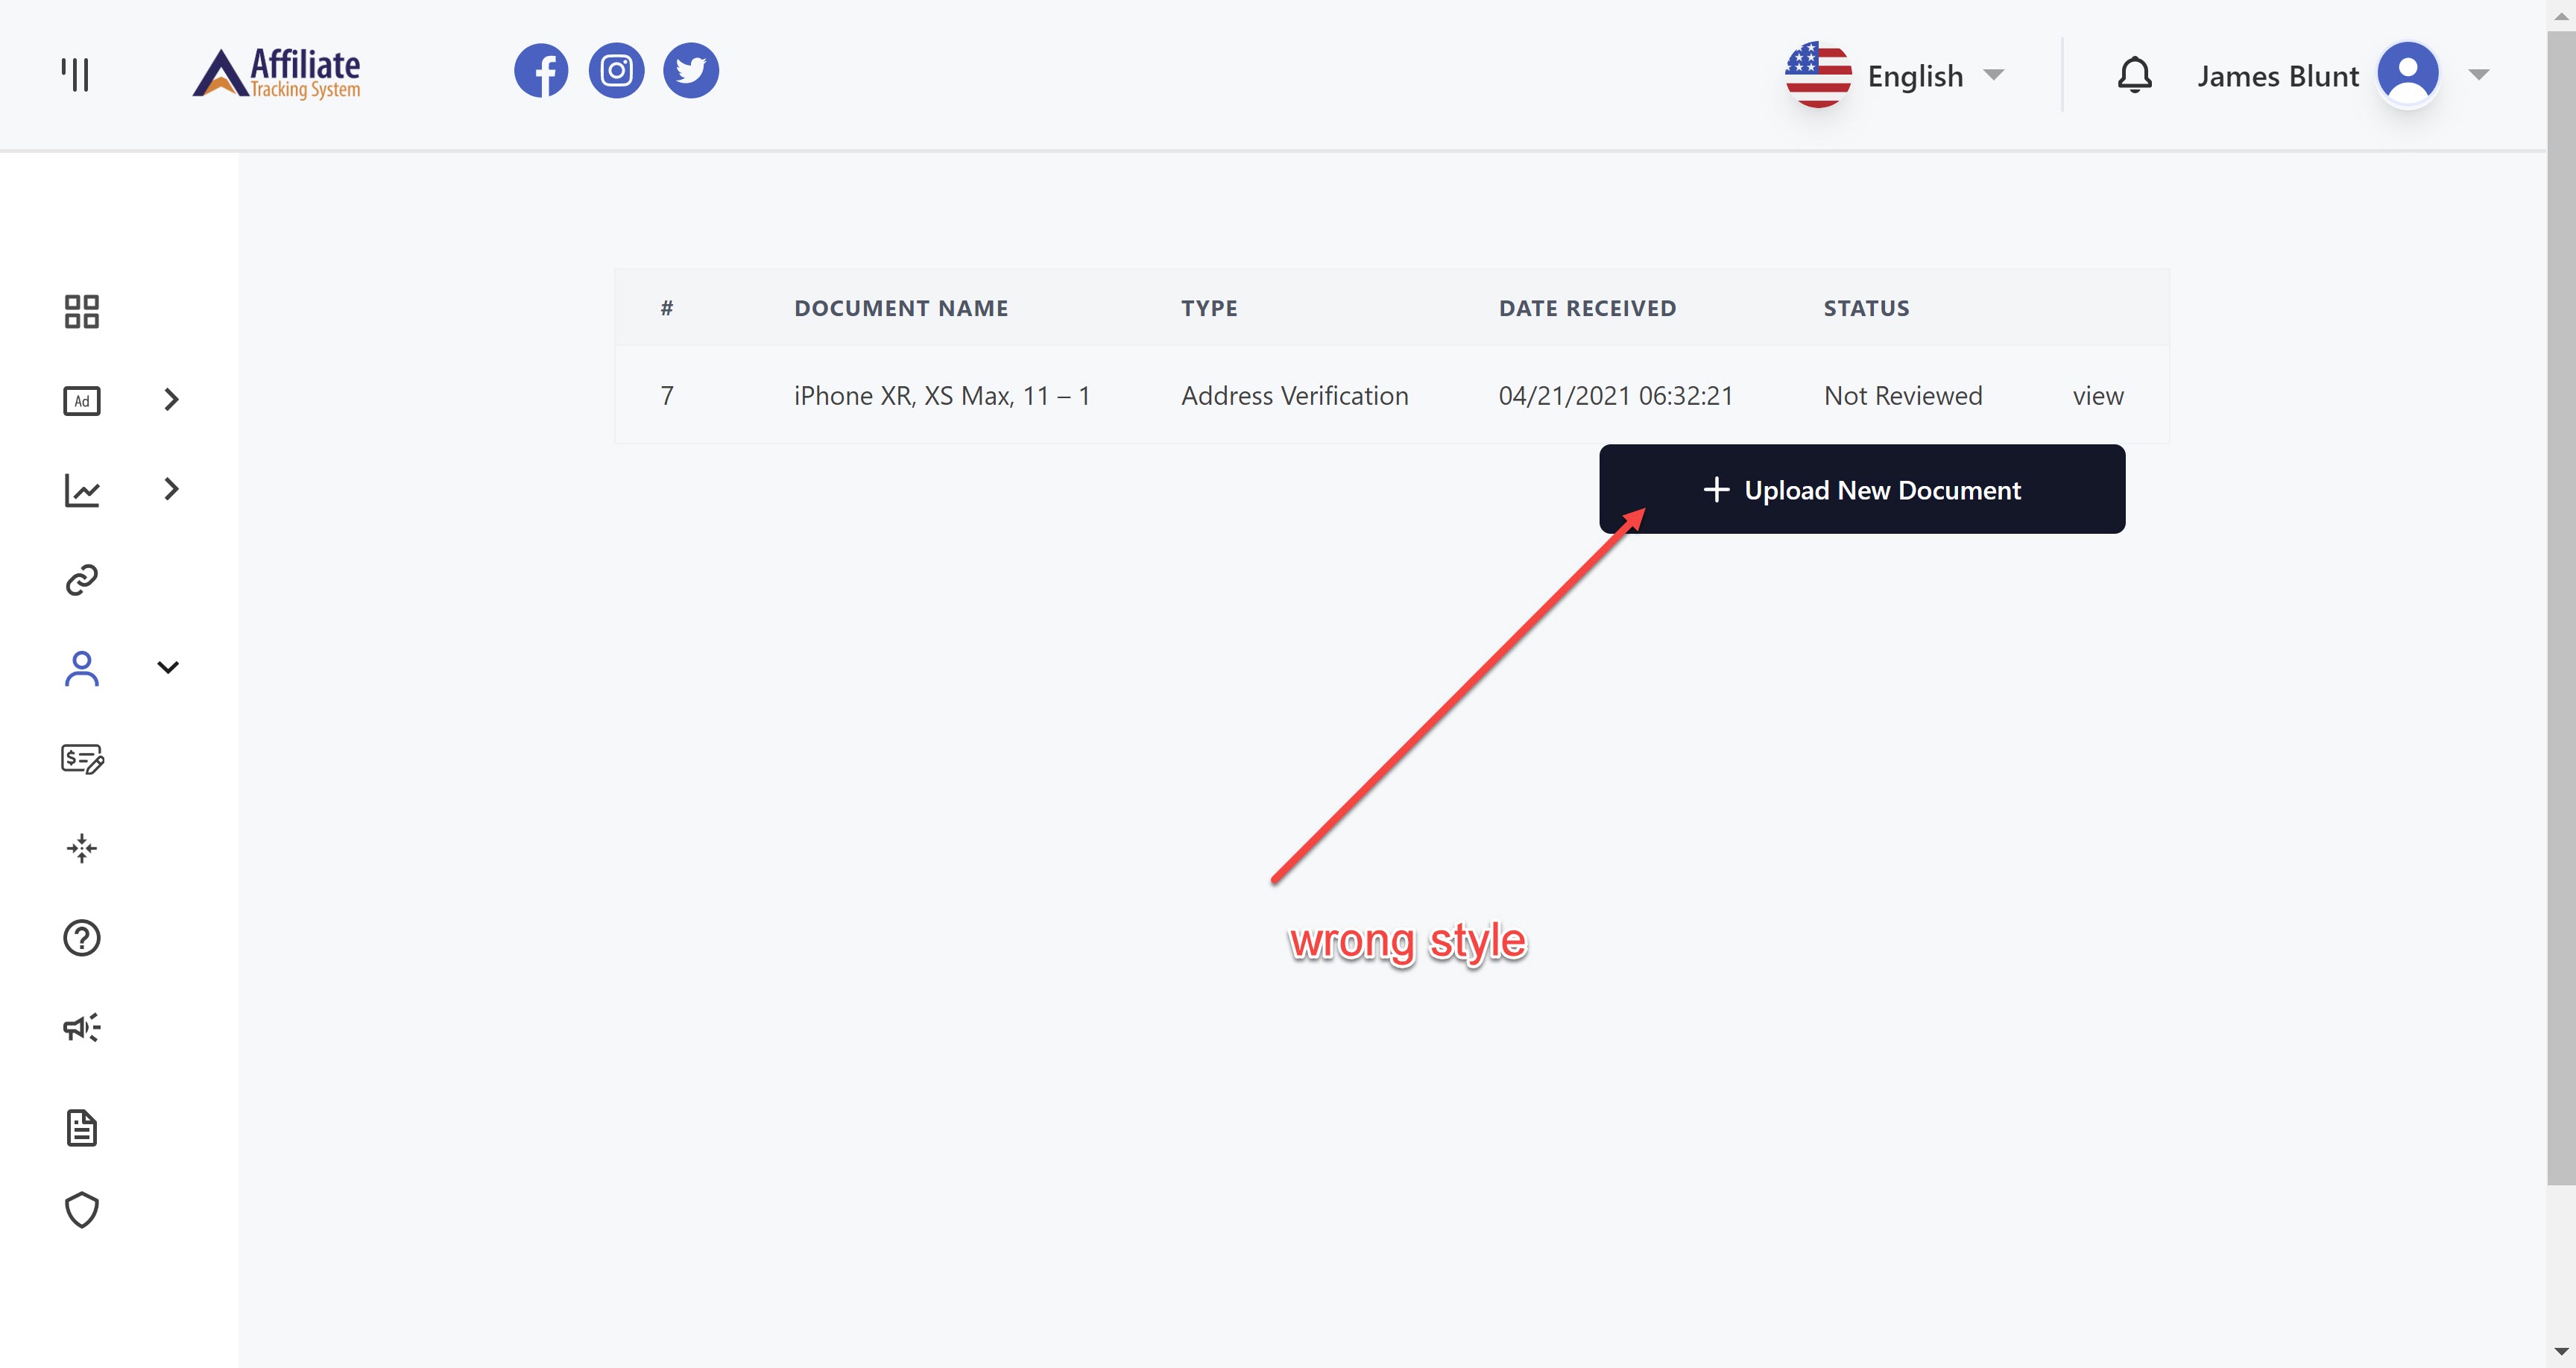 Affiliate
Tracking System
English
James Blunt
# DOCUMENT NAME TYPE DATE RECEIVED STATUS
7 iPhone XR, XS Max, 11 – 1 Address Verification 04/21/2021 06:32:21 Not Reviewed view
Ad
+ Upload New Document
$
wrong style
?